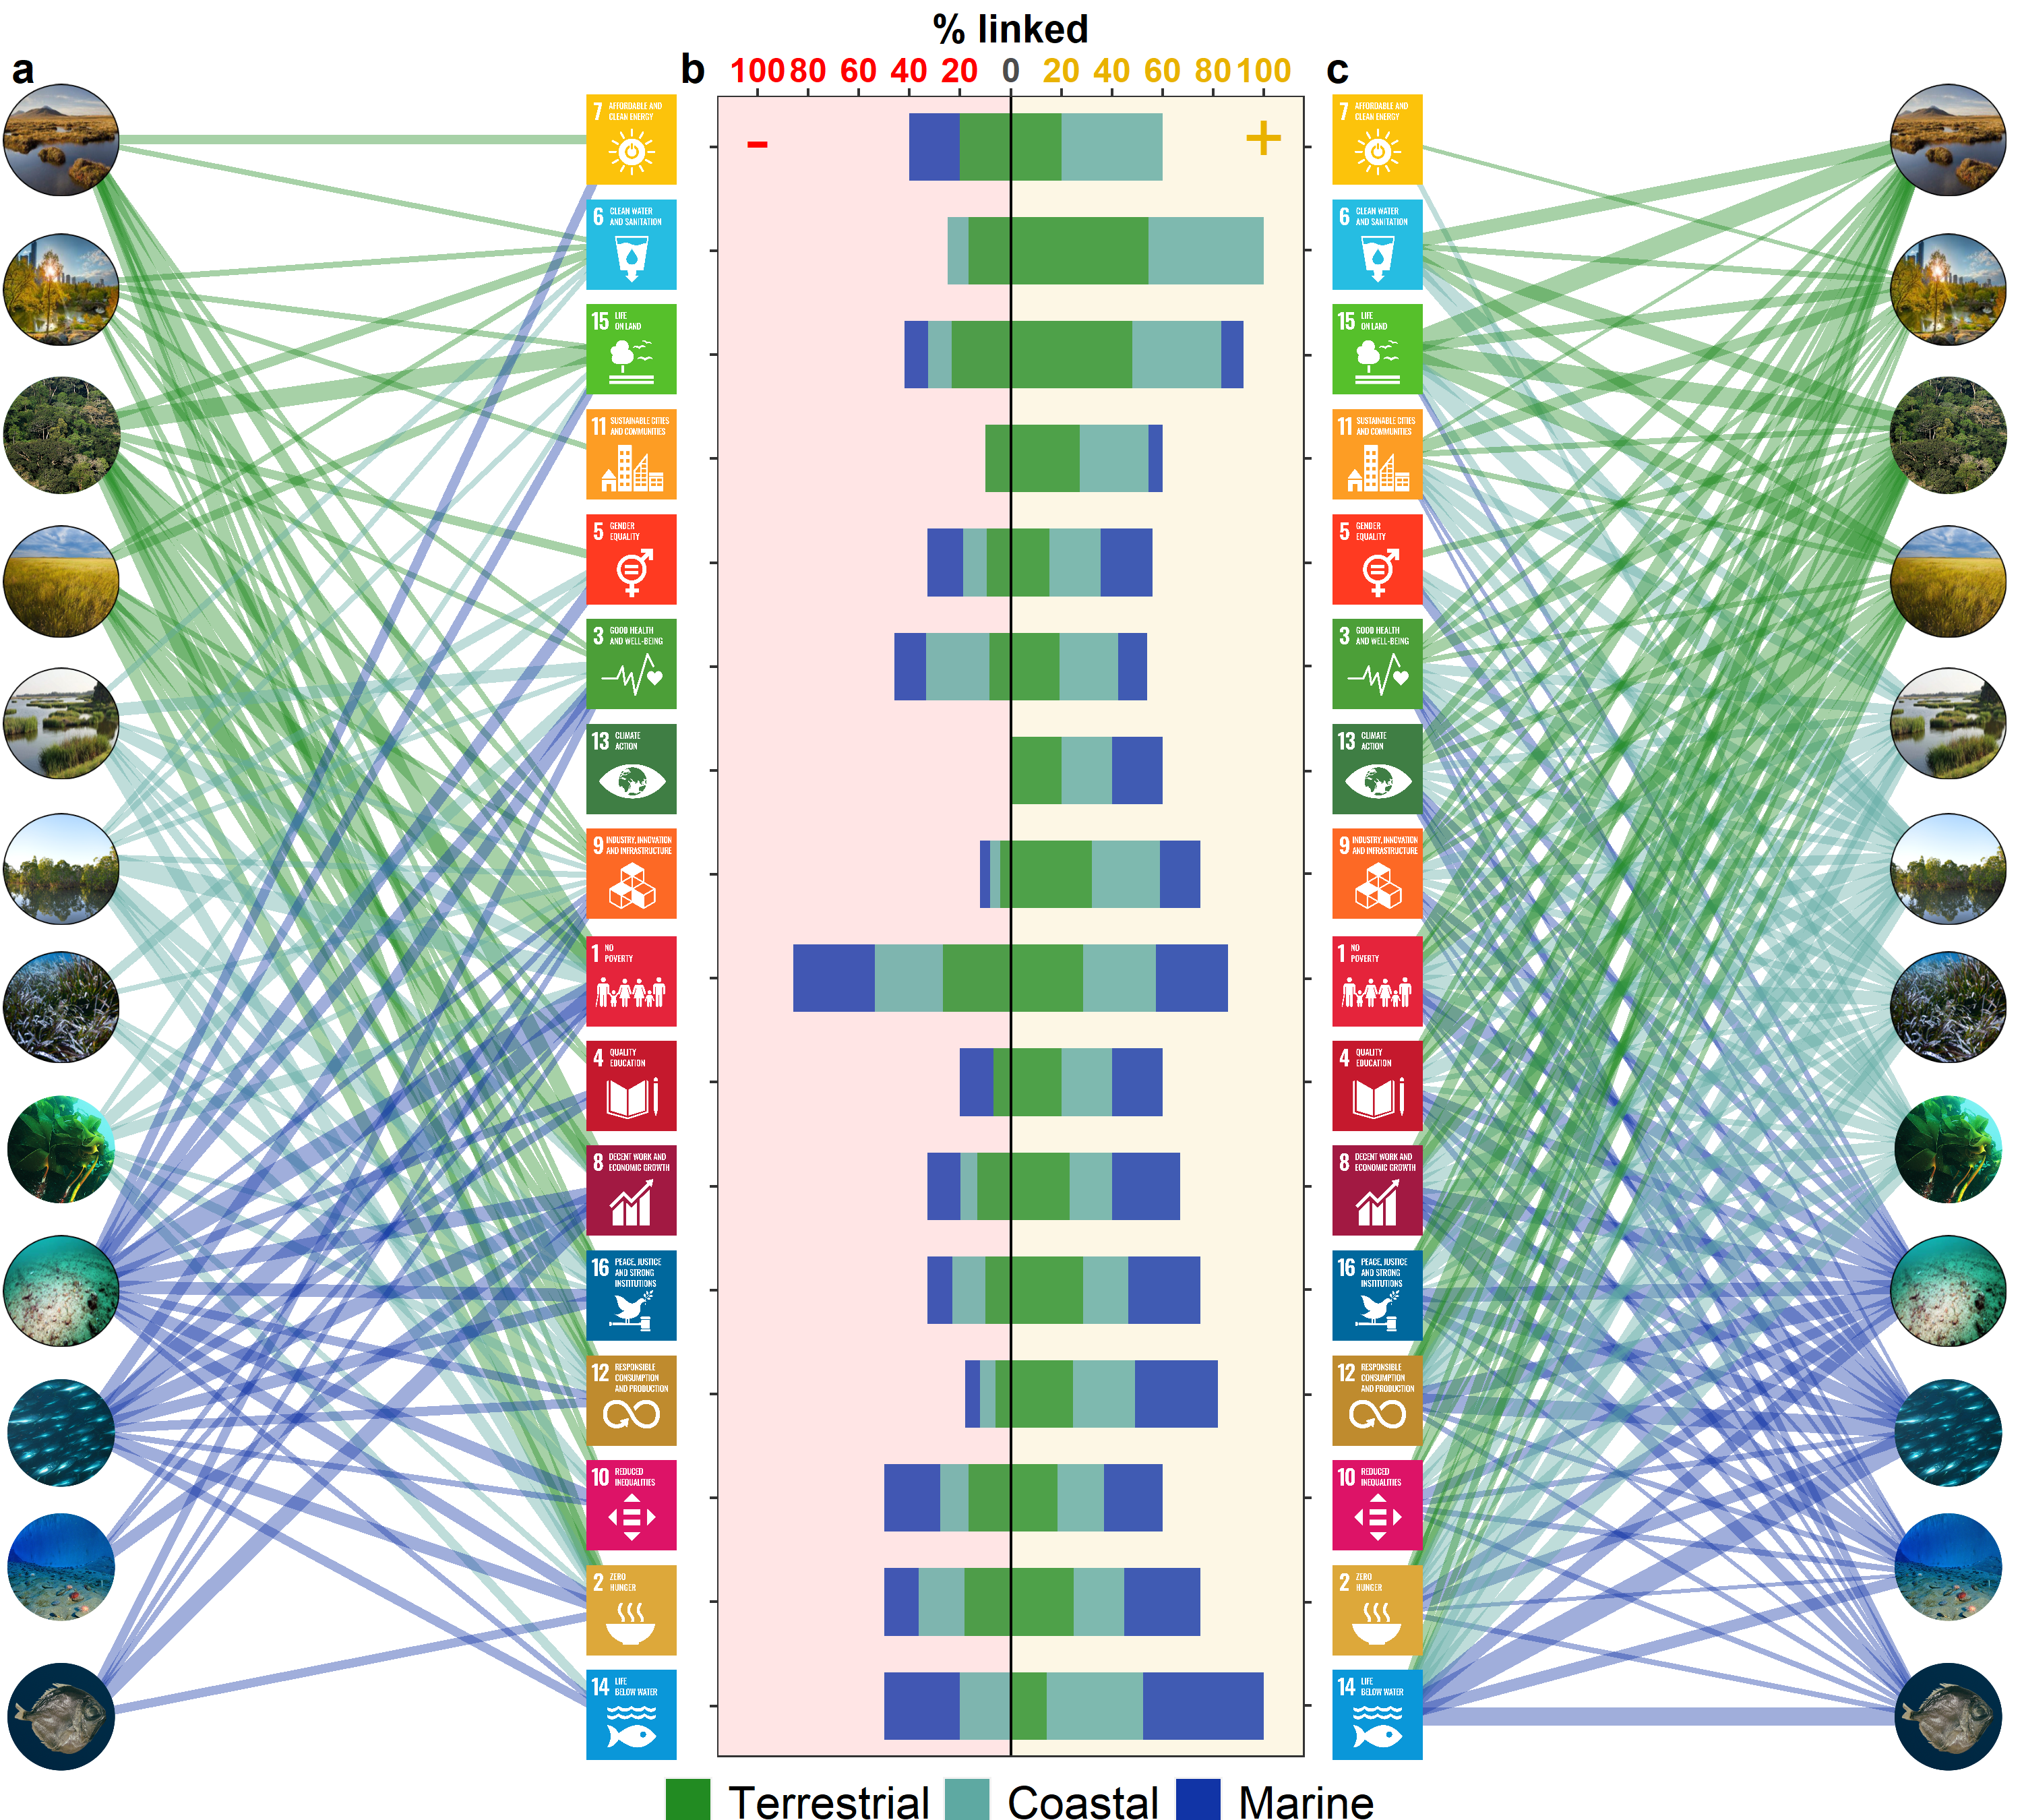 % linked
a
b
100 80 60 40 20 0 20 40 60 80 100
c
-
+
7 AFFORDABLE AND
CLEAN ENERGY
6 CLEAN WATER
AND SANITATION
15 LIFE
ON LAND
11 SUSTAINABLE CITIES
AND COMMUNITIES
5 GENDER
EQUALITY
3 GOOD HEALTH
AND WELL-BEING
13 CLIMATE
ACTION
9 INDUSTRY, INNOVATION
AND INFRASTRUCTURE
1 NO
POVERTY
4 QUALITY
EDUCATION
8 DECENT WORK AND
ECONOMIC GROWTH
16 PEACE, JUSTICE
AND STRONG
INSTITUTIONS
12 RESPONSIBLE
CONSUMPTION
AND PRODUCTION
10 REDUCED
INEQUALITIES
2 ZERO
HUNGER
14 LIFE
BELOW WATER
7 AFFORDABLE AND
CLEAN ENERGY
6 CLEAN WATER
AND SANITATION
15 LIFE
ON LAND
11 SUSTAINABLE CITIES
AND COMMUNITIES
5 GENDER
EQUALITY
3 GOOD HEALTH
AND WELL-BEING
13 CLIMATE
ACTION
9 INDUSTRY, INNOVATION
AND INFRASTRUCTURE
1 NO
POVERTY
4 QUALITY
EDUCATION
8 DECENT WORK AND
ECONOMIC GROWTH
16 PEACE, JUSTICE
AND STRONG
INSTITUTIONS
12 RESPONSIBLE
CONSUMPTION
AND PRODUCTION
10 REDUCED
INEQUALITIES
2 ZERO
HUNGER
14 LIFE
BELOW WATER
Terrestrial Coastal Marine